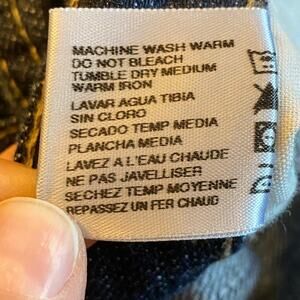 MACHINE WASH WARM
DO NOT BLEACH
TUMBLE DRY MEDIUM
WARM IRON
LAVAR AGUA TIBIA
SIN CLORO
SECADO TEMP MEDIA
PLANCHA MEDIA
LAVEZ A L'EAU CHAUDE
NE PAS JAVELLISER
SECHEZ TEMP MOYENNE
REPASSEZ UN FER CHAUD